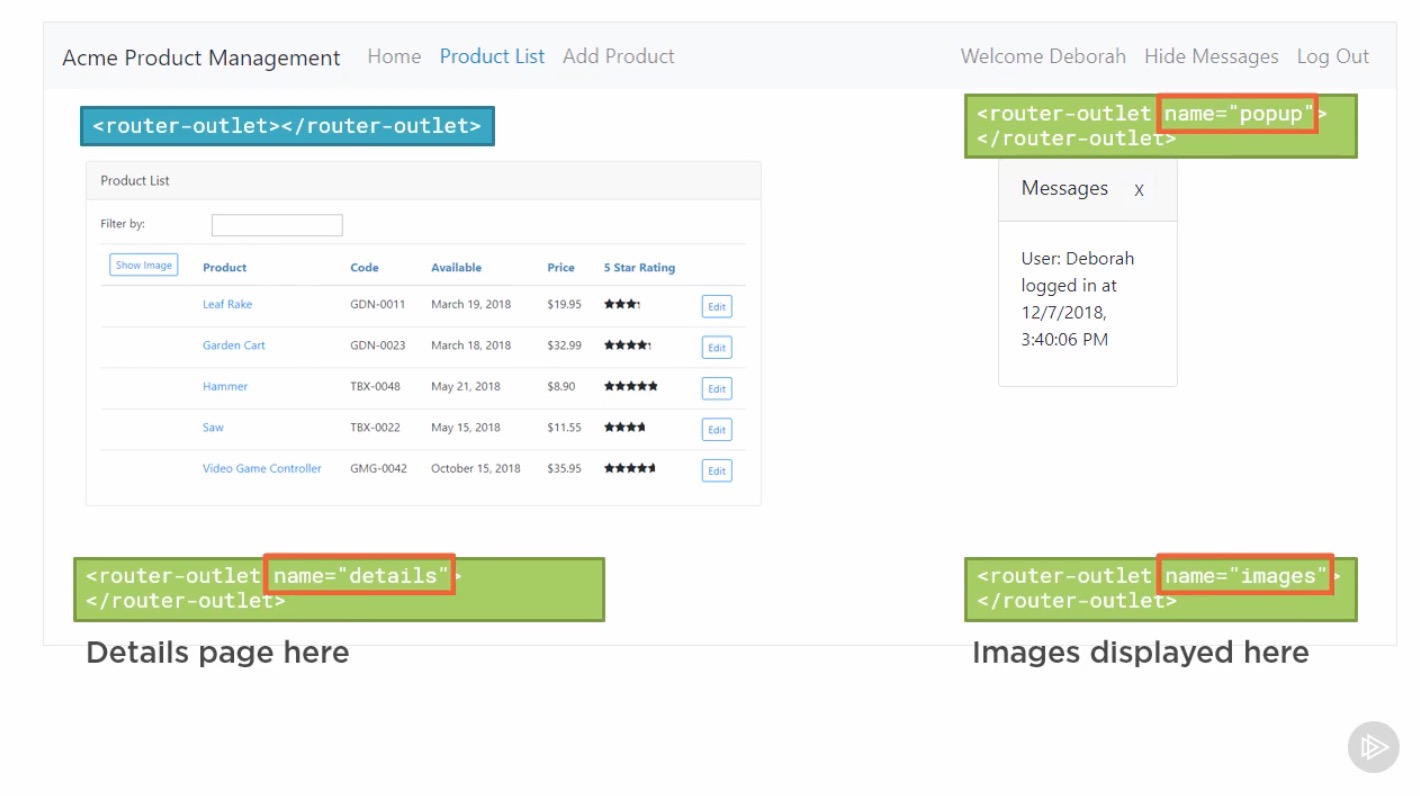 Acme Product Management Home Product List Add Product Welcome Deborah Hide Messages Log Out
<router-outlet></router-outlet>
<router-outlet name="popup">
</router-outlet>
Product List
Filter by:
Show Image Product Code Available Price 5 Star Rating
Leaf Rake GDN-0011 March 19, 2018 $19.95 Edit
Garden Cart GDN-0023 March 18, 2018 $32.99 Edit
Hammer TBX-0048 May 21, 2018 $8.90 Edit
Saw TBX-0022 May 15, 2018 $11.55 Edit
Video Game Controller GMG-0042 October 15, 2018 $35.95 Edit
Messages X
User: Deborah
logged in at
12/7/2018,
3:40:06 PM
<router-outlet name="details">
</router-outlet>
Details page here
<router-outlet name="images">
</router-outlet>
Images displayed here